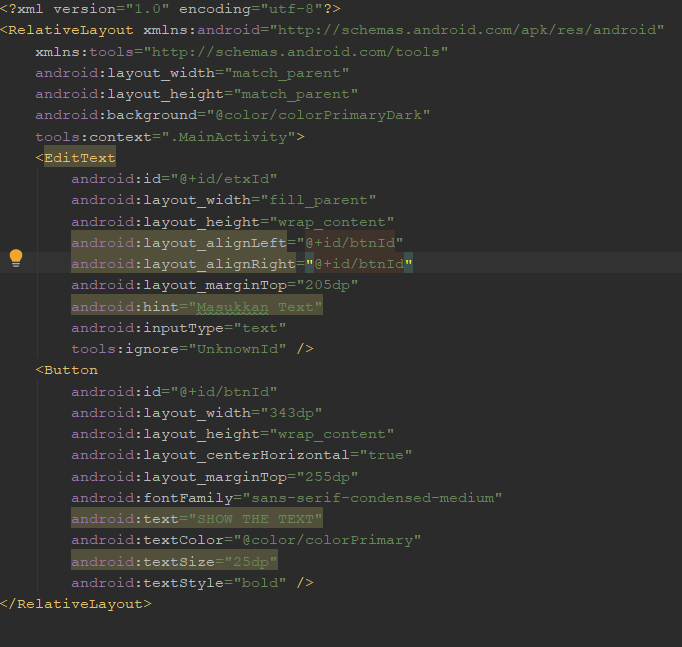 <?xml version="1.0" encoding="utf-8"?>
<RelativeLayout xmlns:android="http://schemas.android.com/apk/res/android"
    xmlns:tools="http://schemas.android.com/tools"
    android:layout_width="match_parent"
    android:layout_height="match_parent"
    android:background="@color/colorPrimaryDark"
    tools:context=".MainActivity">
    <EditText
        android:id="@+id/etxId"
        android:layout_width="fill_parent"
        android:layout_height="wrap_content"
        android:layout_alignLeft="@+id/btnId"
        android:layout_alignRight="@+id/btnId"
        android:layout_marginTop="205dp"
        android:hint="Masukkan Text"
        android:inputType="text"
        tools:ignore="UnknownId" />
    <Button
        android:id="@+id/btnId"
        android:layout_width="343dp"
        android:layout_height="wrap_content"
        android:layout_centerHorizontal="true"
        android:layout_marginTop="255dp"
        android:fontFamily="sans-serif-condensed-medium"
        android:text="SHOW THE TEXT"
        android:textColor="@color/colorPrimary"
        android:textSize="25dp"
        android:textStyle="bold" />
</RelativeLayout>